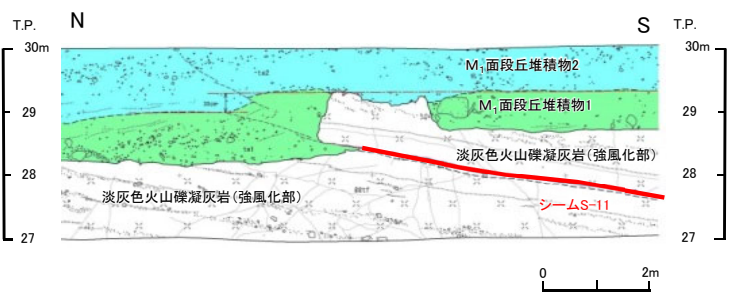 T.P.
N
S
T.P.
30m
30m
M₁面段丘堆積物2
M₁面段丘堆積物1
29
29
淡灰色火山礫凝灰岩(強風化部)
28
28
淡灰色火山礫凝灰岩(強風化部)
シームS-11
27
27
0
2m